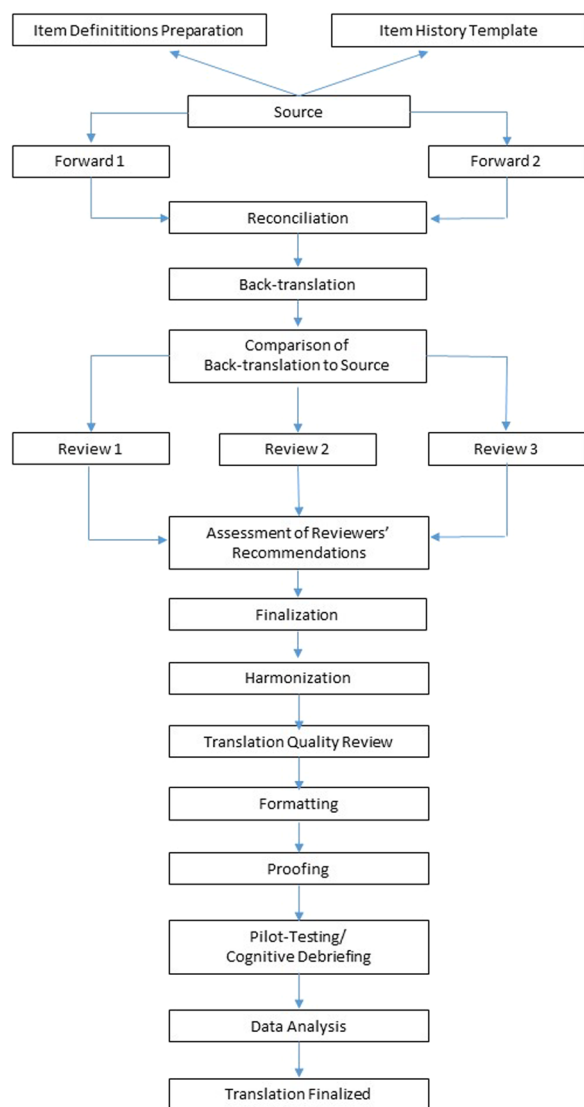 Item Definititions Preparation
Item History Template
Source
Forward 1
Forward 2
Reconciliation
Back-translation
Comparison of
Back-translation to Source
Review 1
Review 2
Review 3
Assessment of Reviewers’
Recommendations
Finalization
Harmonization
Translation Quality Review
Formatting
Proofing
Pilot-Testing/
Cognitive Debriefing
Data Analysis
Translation Finalized